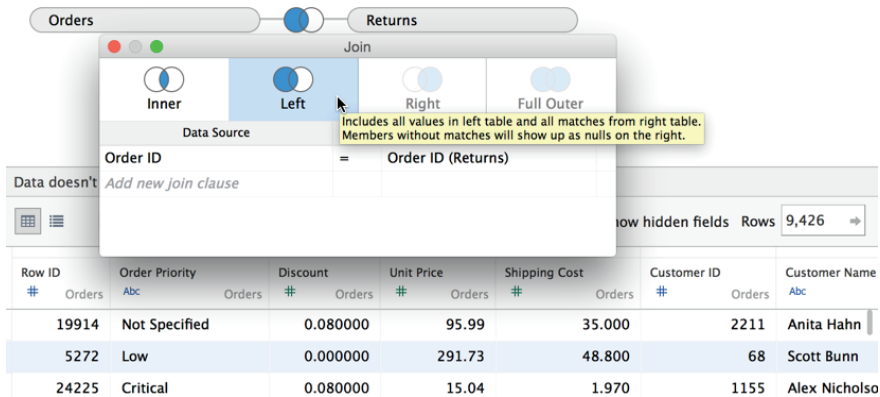 Orders Returns
Join
Inner Left Right Full Outer
Includes all values in left table and all matches from right table.
Members without matches will show up as nulls on the right.
Data Source
Order ID = Order ID (Returns)
Add new join clause
Data doesn't
hidden fields Rows 9,426
Row ID Order Priority Discount Unit Price Shipping Cost Customer ID Customer Name
# Orders Abc Orders # Orders # Orders # Orders # Orders Abc
19914 Not Specified 0.080000 95.99 35.000 2211 Anita Hahn
5272 Low 0.000000 291.73 48.800 68 Scott Bunn
24225 Critical 0.080000 15.04 1.970 1155 Alex Nicholso